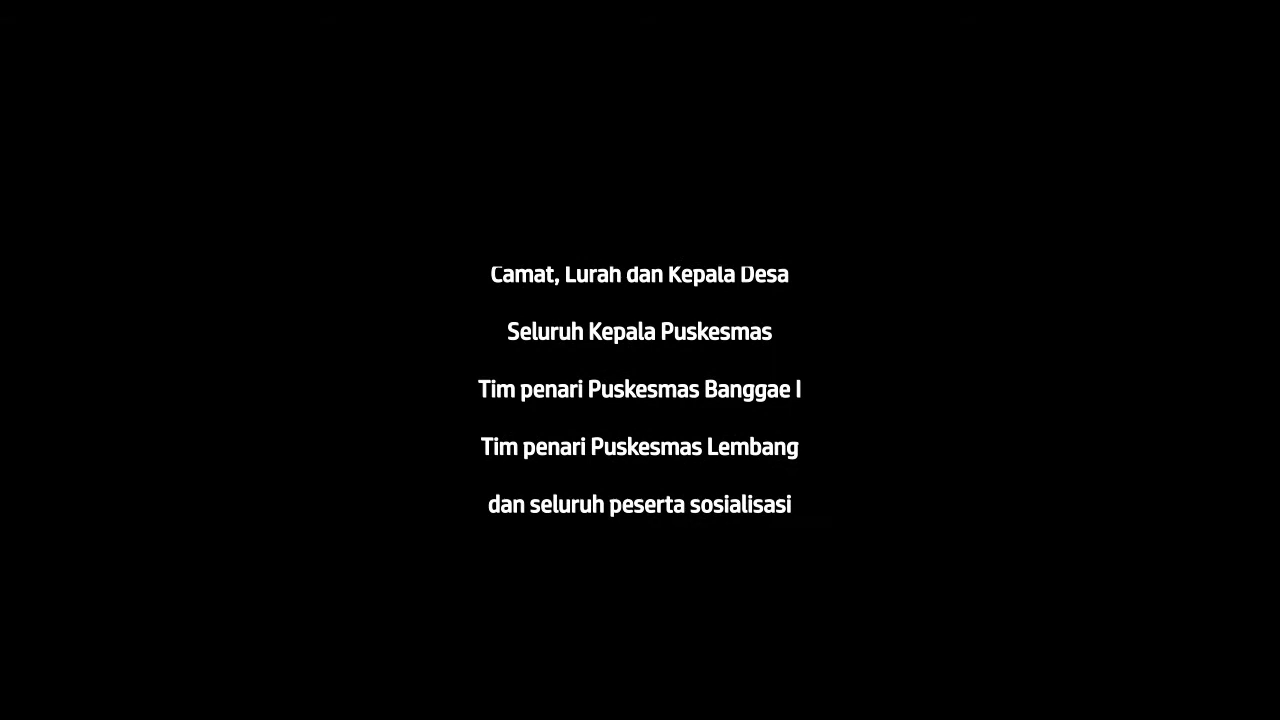 Camat, Lurah dan Kepala Desa
Seluruh Kepala Puskesmas
Tim penari Puskesmas Banggae I
Tim penari Puskesmas Lembang
dan seluruh peserta sosialisasi